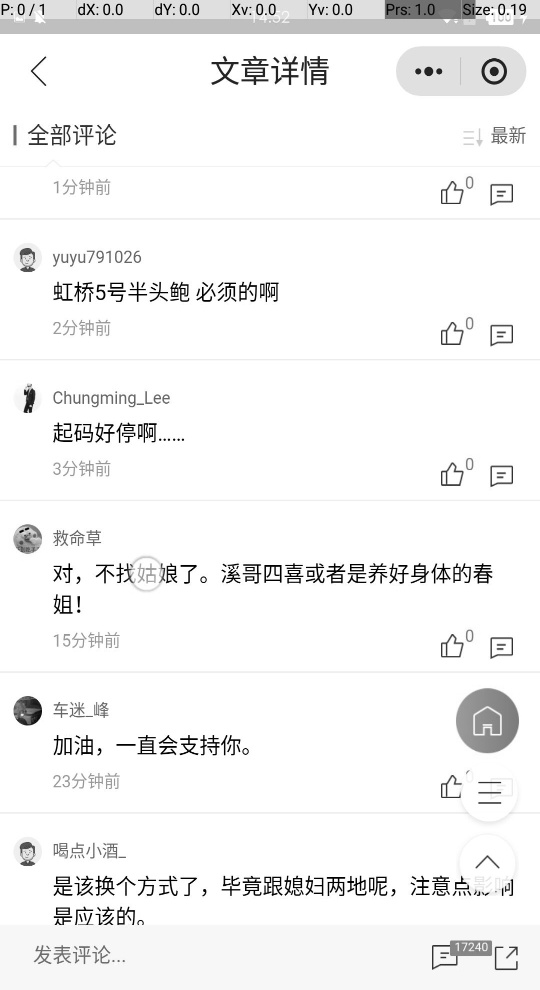 P: 0 / 1 dX: 0.0 dY: 0.0 Xv: 0.0 Yv: 0.0 Prs: 1.0 Size: 0.19
14:52 100
文章详情
全部评论 最新
1分钟前 0
yuyu791026
虹桥5号半头鲍 必须的啊
2分钟前 0
Chungming_Lee
起码好停啊……
3分钟前 0
救命草
对，不找姑娘了。溪哥四喜或者是养好身体的春
姐！
15分钟前 0
车迷_峰
加油，一直会支持你。
23分钟前 0
喝点小酒_
是该换个方式了，毕竟跟媳妇两地呢，注意点影响
是应该的。
发表评论... 17240